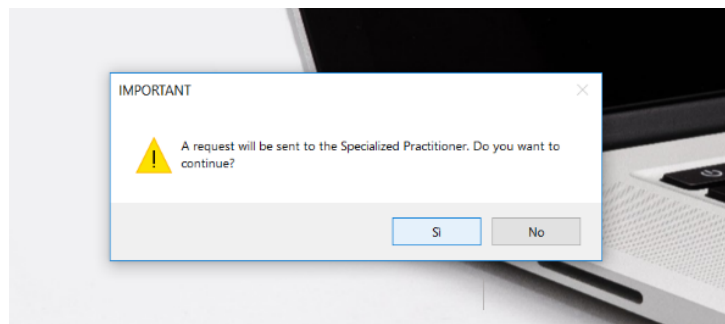 IMPORTANT
A request will be sent to the Specialized Practitioner. Do you want to
continue?
Sì
No